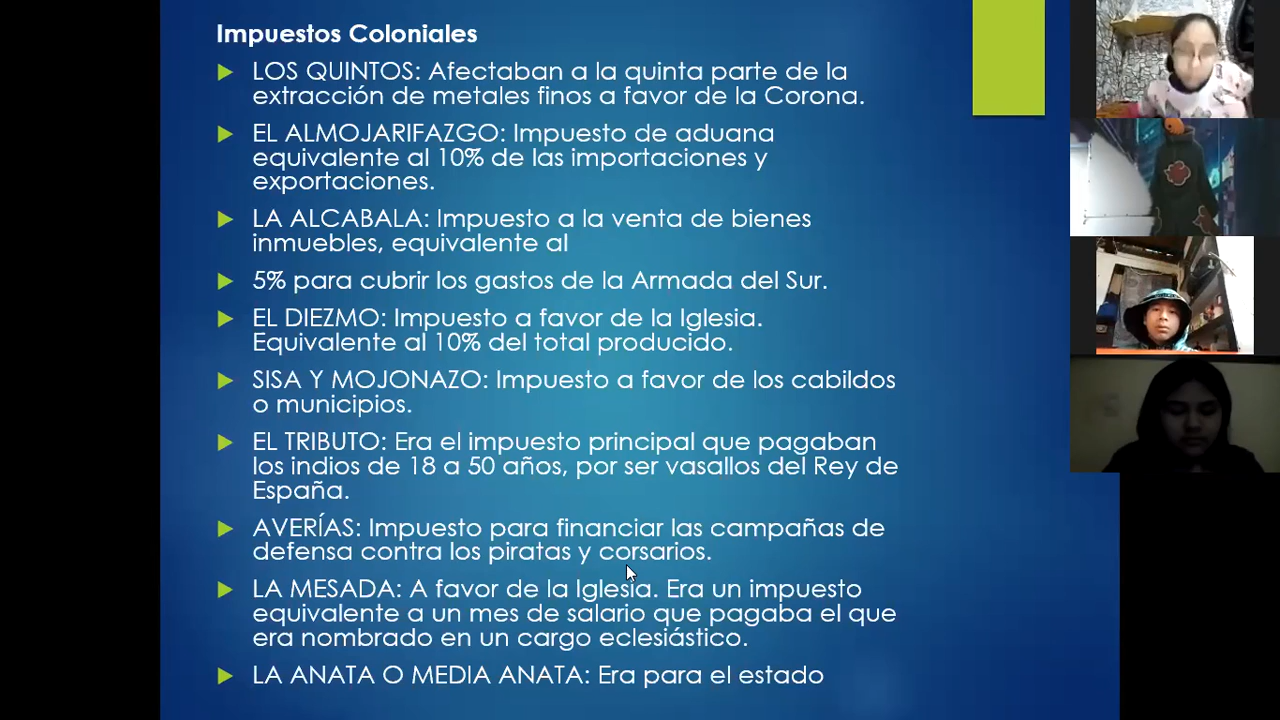 Impuestos Coloniales
LOS QUINTOS: Afectaban a la quinta parte de la
extracción de metales finos a favor de la Corona.
EL ALMOJARIFAZGO: Impuesto de aduana
equivalente al 10% de las importaciones y
exportaciones.
LA ALCABALA: Impuesto a la venta de bienes
inmuebles, equivalente al
5% para cubrir los gastos de la Armada del Sur.
EL DIEZMO: Impuesto a favor de la Iglesia.
Equivalente al 10% del total producido.
SISA Y MOJONAZO: Impuesto a favor de los cabildos
o municipios.
EL TRIBUTO: Era el impuesto principal que pagaban
los indios de 18 a 50 años, por ser vasallos del Rey de
España.
AVERÍAS: Impuesto para financiar las campañas de
defensa contra los piratas y corsarios.
LA MESADA: A favor de la Iglesia. Era un impuesto
equivalente a un mes de salario que pagaba el que
era nombrado en un cargo eclesiástico.
LA ANATA O MEDIA ANATA: Era para el estado